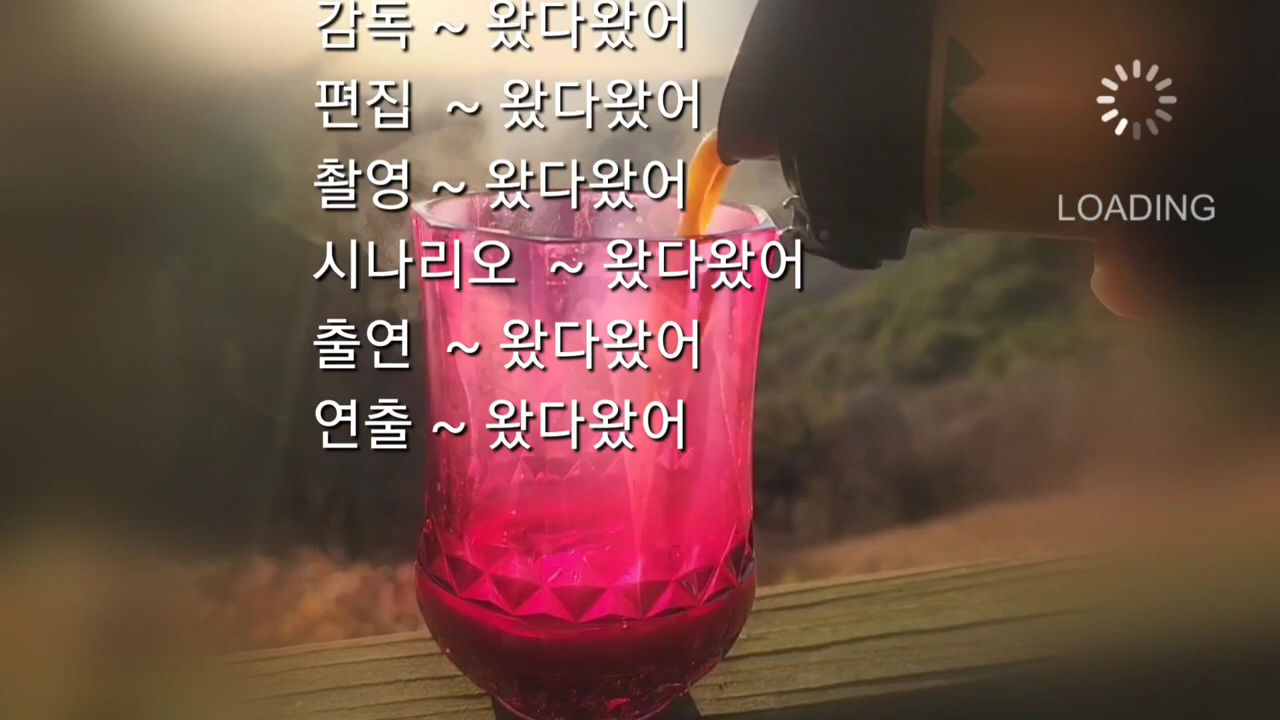 감독 ~ 왔다왔어
편집 ~ 왔다왔어
LOADING
촬영 ~ 왔다왔어
시나리오 ~ 왔다왔어
출연 ~ 왔다왔어
연출 ~ 왔다왔어